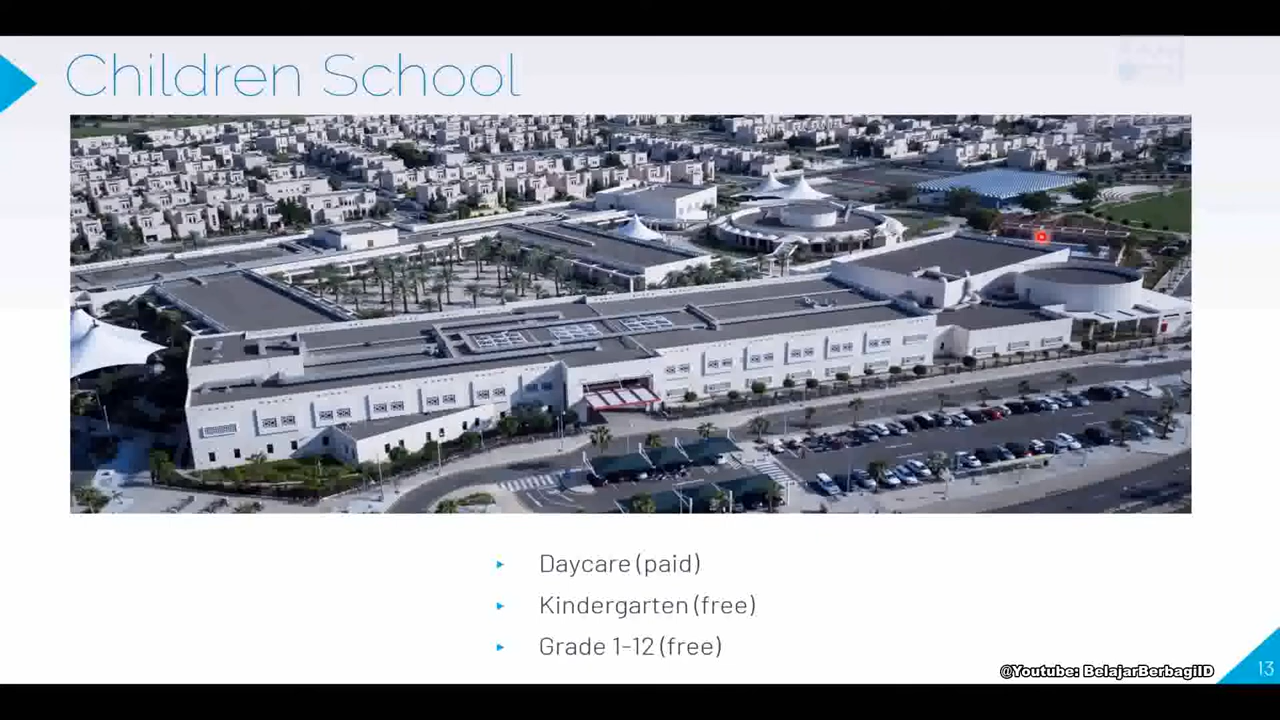 Children School
Daycare (paid)
Kindergarten (free)
Grade 1-12 (free)
@Youtube: BelajarBerbagiID
13